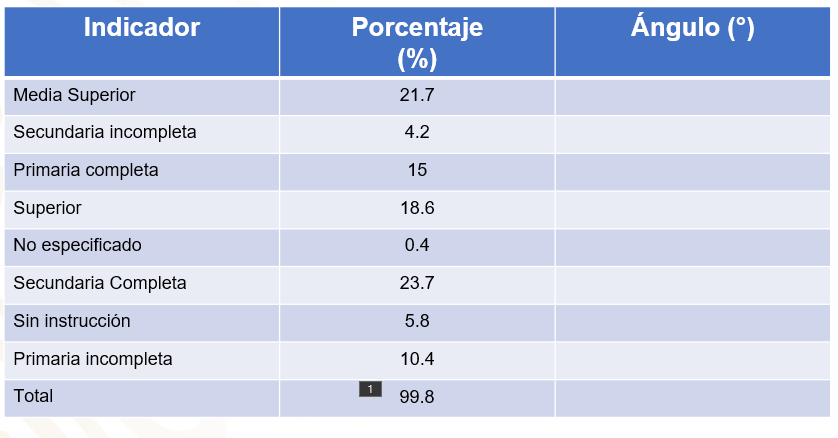 Indicador Porcentaje (%) Ángulo (°)
Media Superior 21.7
Secundaria incompleta 4.2
Primaria completa 15
Superior 18.6
No especificado 0.4
Secundaria Completa 23.7
Sin instrucción 5.8
Primaria incompleta 10.4
Total 1 99.8